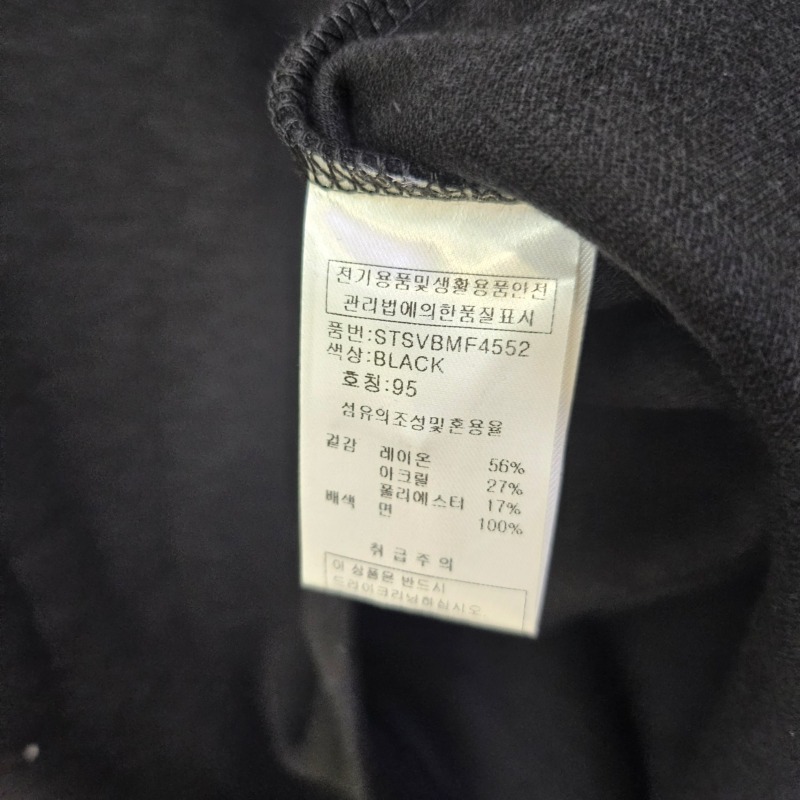 전기용품및생활용품안전
관리법에의한품질표시
품번:STSVBMF4552
색상:BLACK
호칭:95
섬유의조성및혼용율
겉감 레이온 56%
아크릴 27%
폴리에스터 17%
배색 면 100%
취급주의
이 상품은 반드시
드라이크리닝하십시오.